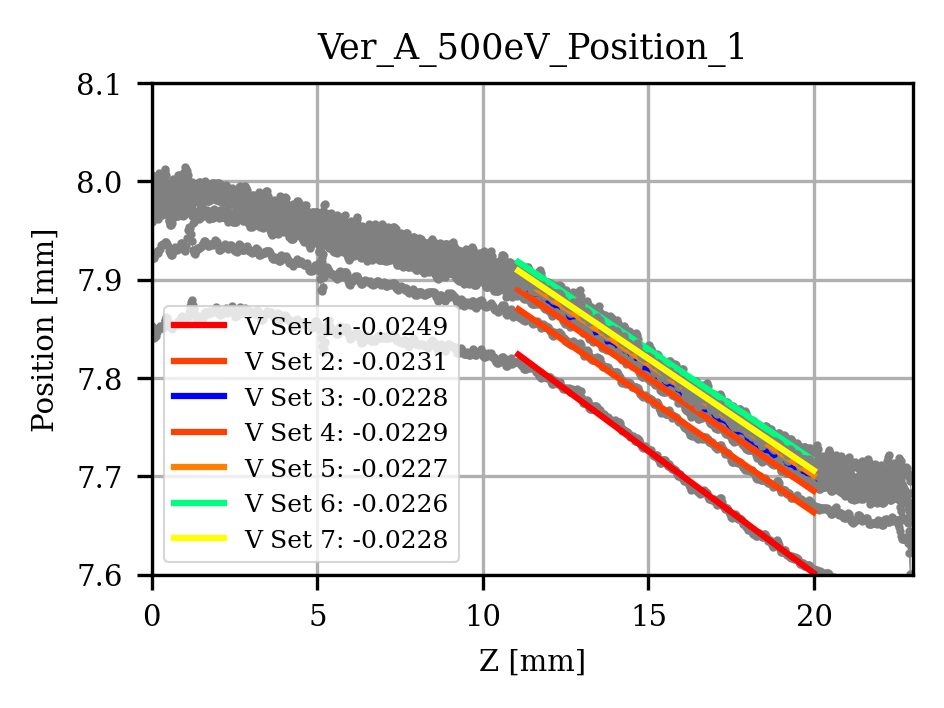 Ver_A_500eV_Position_1
8.1
8.0
7.9
7.8
7.7
7.6
Position [mm]
V Set 1: -0.0249
V Set 2: -0.0231
V Set 3: -0.0228
V Set 4: -0.0229
V Set 5: -0.0227
V Set 6: -0.0226
V Set 7: -0.0228
0 5 10 15 20
Z [mm]